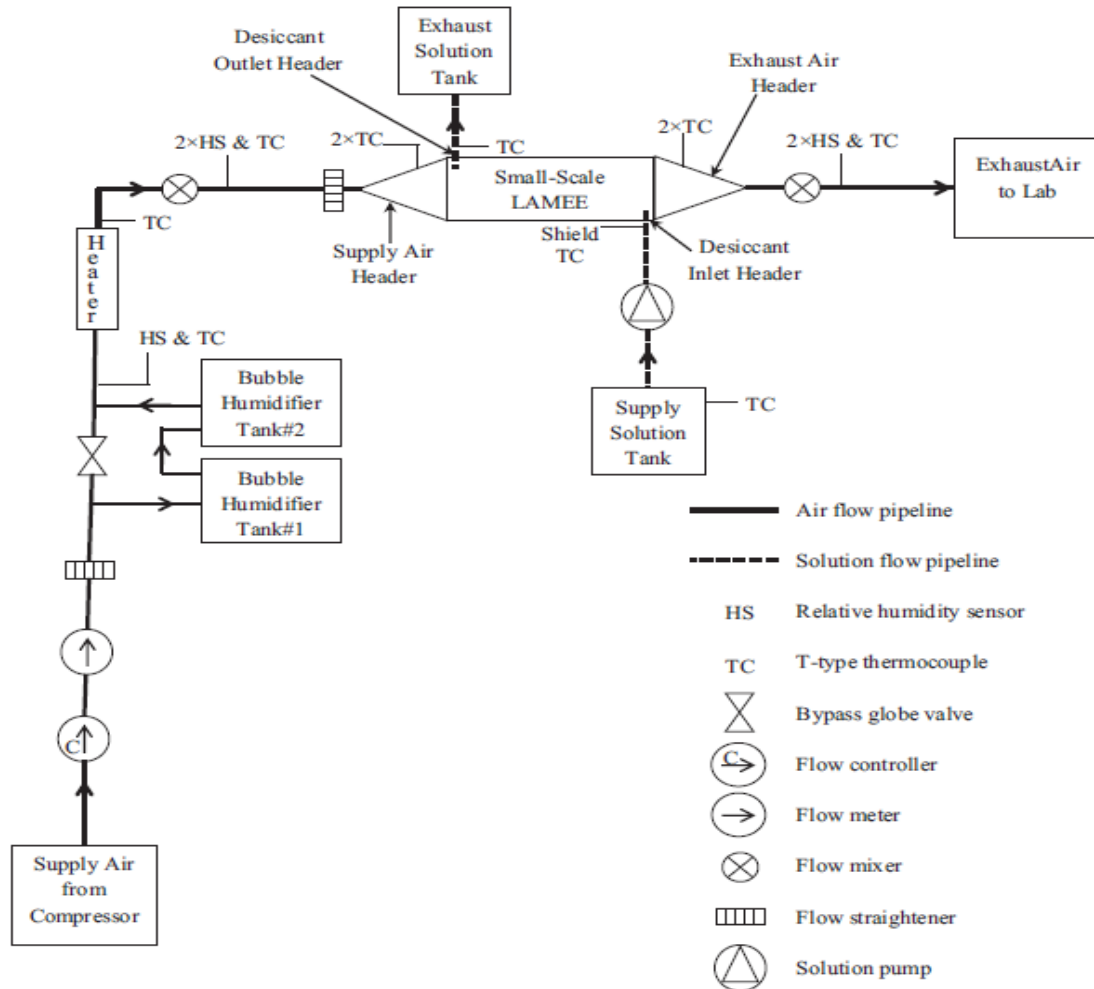 Desiccant
Outlet Header
Exhaust
Solution
Tank
Exhaust Air
Header
2×HS & TC
2×TC
TC
2×TC
2×HS & TC
Small-Scale
LAMEE
ExhaustAir
to Lab
TC
Supply Air
Header
Shield
TC
Desiccant
Inlet Header
Heater
HS & TC
Bubble
Humidifier
Tank#2
Bubble
Humidifier
Tank#1
Supply
Solution
Tank
TC
C
Supply Air
from
Compressor
Air flow pipeline
Solution flow pipeline
HS Relative humidity sensor
TC T-type thermocouple
Bypass globe valve
C Flow controller
Flow meter
Flow mixer
Flow straightener
Solution pump